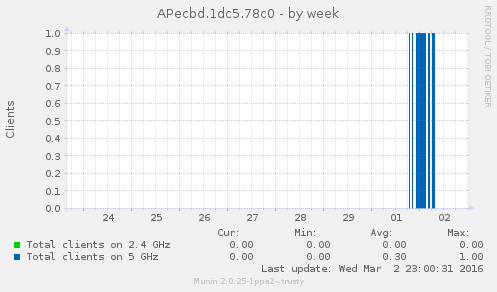 APecbd.1dc5.78c0 - by week
RRDTOOL / TOBI OETIKER
Clients
1.0
0.9
0.8
0.7
0.6
0.5
0.4
0.3
0.2
0.1
0.0
24 25 26 27 28 29 01 02
Cur: Min: Avg: Max:
Total clients on 2.4 GHz 0.00 0.00 0.00 0.00
Total clients on 5 GHz 0.00 0.00 0.30 1.00
Last update: Wed Mar 2 23:00:31 2016
Munin 2.0.25-1ppa2~trusty